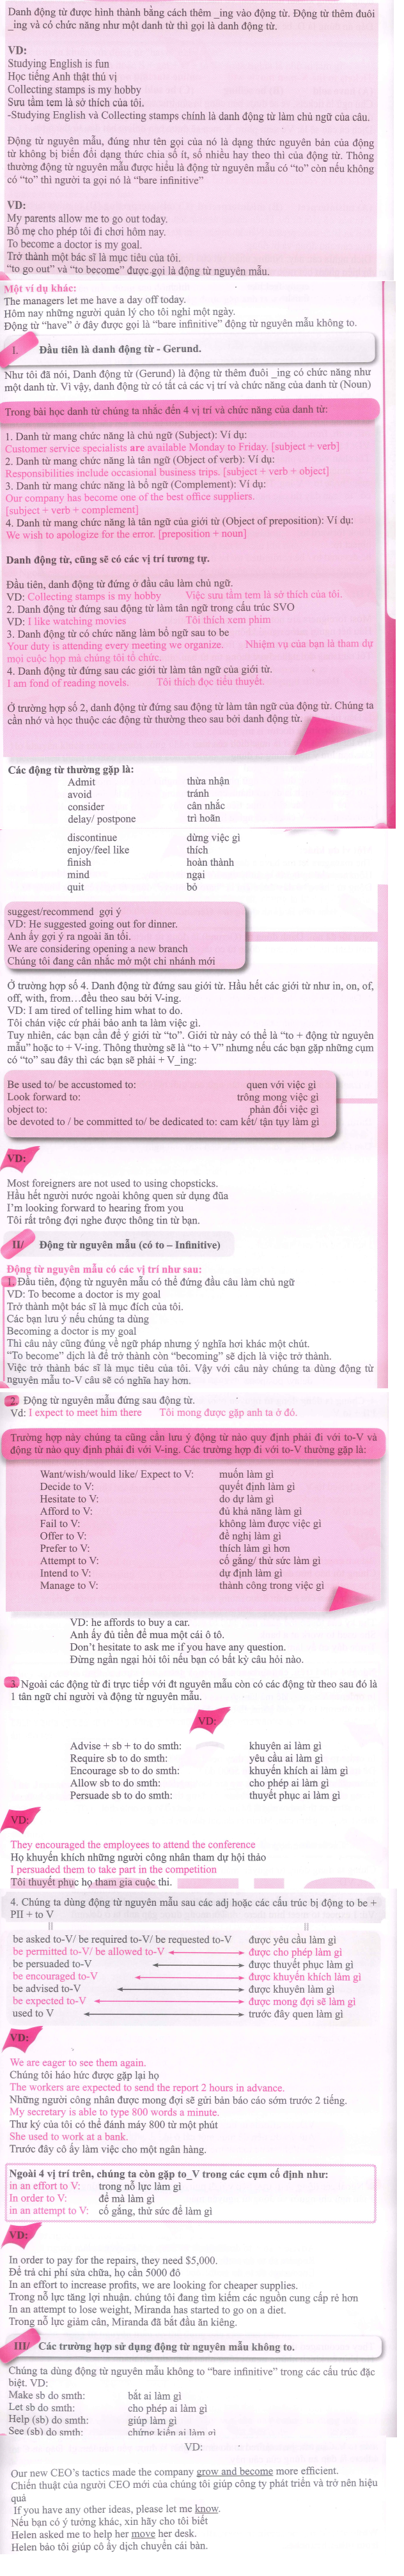 Danh động từ được hình thành bằng cách thêm _ing vào động từ. Động từ thêm đuôi
_ing và có chức năng như một danh từ thì gọi là danh động từ.
VD:
Studying English is fun
Học tiếng Anh thật thú vị
Collecting stamps is my hobby
Sưu tầm tem là sở thích của tôi.
-Studying English và Collecting stamps chính là danh động từ làm chủ ngữ của câu.
Động từ nguyên mẫu, đúng như tên gọi của nó là dạng thức nguyên bản của động
từ không bị biến đổi dạng thức chia số ít, số nhiều hay theo thì của động từ. Thông
thường động từ nguyên mẫu được hiểu là động từ nguyên mẫu có “to” còn nếu không
có “to” thì người ta gọi nó là “bare infinitive”
VD:
My parents allow me to go out today.
Bố mẹ cho phép tôi đi chơi hôm nay.
To become a doctor is my goal.
Trở thành một bác sĩ là mục tiêu của tôi.
“to go out” và “to become” được gọi là động từ nguyên mẫu.
Một ví dụ khác:
The managers let me have a day off today.
Hôm nay những người quản lý cho tôi nghỉ một ngày.
Động từ “have” ở đây được gọi là “bare infinitive” động từ nguyên mẫu không to.
I. Đầu tiên là danh động từ - Gerund.
Như tôi đã nói, Danh động từ (Gerund) là động từ thêm đuôi _ing có chức năng như
một danh từ. Vì vậy, danh động từ có tất cả các vị trí và chức năng của danh từ (Noun)
Trong bài học danh từ chúng ta nhắc đến 4 vị trí và chức năng của danh từ:
1. Danh từ mang chức năng là chủ ngữ (Subject): Ví dụ:
Customer service specialists are available Monday to Friday. [subject + verb]
2. Danh từ mang chức năng là tân ngữ (Object of verb): Ví dụ:
Responsibilities include occasional business trips. [subject + verb + object]
3. Danh từ mang chức năng là bổ ngữ (Complement): Ví dụ:
Our company has become one of the best office suppliers.
[subject + verb + complement]
4. Danh từ mang chức năng là tân ngữ của giới từ (Object of preposition): Ví dụ:
We wish to apologize for the error. [preposition + noun]
Danh động từ, cũng sẽ có các vị trí tương tự.
Đầu tiên, danh động từ đứng ở đầu câu làm chủ ngữ.
VD: Collecting stamps is my hobby Việc sưu tầm tem là sở thích của tôi.
2. Danh động từ đứng sau động từ làm tân ngữ trong cấu trúc SVO
VD: I like watching movies Tôi thích xem phim
3. Danh động từ có chức năng làm bổ ngữ sau to be
Your duty is attending every meeting we organize. Nhiệm vụ của bạn là tham dự
mọi cuộc họp mà chúng tôi tổ chức.
4. Danh động từ đứng sau các giới từ làm tân ngữ của giới từ.
I am fond of reading novels. Tôi thích đọc tiểu thuyết.
Ở trường hợp số 2, danh động từ đứng sau động từ làm tân ngữ của động từ. Chúng ta
cần nhớ và học thuộc các động từ thường theo sau bởi danh động từ.
Các động từ thường gặp là:
Admit thừa nhận
avoid tránh
consider cân nhắc
delay/ postpone trì hoãn
discontinue dừng việc gì
enjoy/feel like thích
finish hoàn thành
mind ngại
quit bỏ
suggest/recommend gợi ý
VD: He suggested going out for dinner.
Anh ấy gợi ý ra ngoài ăn tối.
We are considering opening a new branch
Chúng tôi đang cân nhắc mở một chi nhánh mới
Ở trường hợp số 4. Danh động từ đứng sau giới từ. Hầu hết các giới từ như in, on, of,
off, with, from…đều theo sau bởi V-ing.
VD: I am tired of telling him what to do.
Tôi chán việc cứ phải bảo anh ta làm việc gì.
Tuy nhiên, các bạn cần để ý giới từ “to”. Giới từ này có thể là “to + động từ nguyên
mẫu” hoặc to + V-ing. Thông thường sẽ là “to + V” nhưng nếu các bạn gặp những cụm
có “to” sau đây thì các bạn sẽ phải + V_ing:
Be used to/ be accustomed to: quen với việc gì
Look forward to: trông mong việc gì
object to: phản đối việc gì
be devoted to / be committed to/ be dedicated to: cam kết/ tận tụy làm gì
VD:
Most foreigners are not used to using chopsticks.
Hầu hết người nước ngoài không quen sử dụng đũa
I’m looking forward to hearing from you
Tôi rất trông đợi nghe được thông tin từ bạn.
II/ Động từ nguyên mẫu (có to – Infinitive)
Động từ nguyên mẫu có các vị trí như sau:
1. Đầu tiên, động từ nguyên mẫu có thể đứng đầu câu làm chủ ngữ
VD: To become a doctor is my goal
Trở thành một bác sĩ là mục đích của tôi.
Các bạn lưu ý nếu chúng ta dùng
Becoming a doctor is my goal
Thì câu này cũng đúng về ngữ pháp nhưng ý nghĩa hơi khác một chút.
“To become” dịch là để trở thành còn “becoming” sẽ dịch là việc trở thành.
Việc trở thành bác sĩ là mục tiêu của tôi. Vậy với câu này chúng ta dùng động từ
nguyên mẫu to-V câu sẽ có nghĩa hay hơn.
2. Động từ nguyên mẫu đứng sau động từ.
Vd: I expect to meet him there Tôi mong được gặp anh ta ở đó.
Trường hợp này chúng ta cũng cần lưu ý động từ nào quy định phải đi với to-V và
động từ nào quy định phải đi với V-ing. Các trường hợp đi với to-V thường gặp là:
Want/wish/would like/ Expect to V: muốn làm gì
Decide to V: quyết định làm gì
Hesitate to V: do dự làm gì
Afford to V: đủ khả năng làm gì
Fail to V: không làm được việc gì
Offer to V: đề nghị làm gì
Prefer to V: thích làm gì hơn
Attempt to V: cố gắng/ thử sức làm gì
Intend to V: dự định làm gì
Manage to V: thành công trong việc gì
VD: he affords to buy a car.
Anh ấy đủ tiền để mua một cái ô tô.
Don’t hesitate to ask me if you have any question.
Đừng ngần ngại hỏi tôi nếu bạn có bất kỳ câu hỏi nào.
3. Ngoài các động từ đi trực tiếp với đt nguyên mẫu còn có các động từ theo sau đó là
1 tân ngữ chỉ người và động từ nguyên mẫu.
VD:
Advise + sb + to do smth: khuyên ai làm gì
Require sb to do smth: yêu cầu ai làm gì
Encourage sb to do smth: khuyến khích ai làm gì
Allow sb to do smth: cho phép ai làm gì
Persuade sb to do smth: thuyết phục ai làm gì
VD:
They encouraged the employees to attend the conference
Họ khuyến khích những người công nhân tham dự hội thảo
I persuaded them to take part in the competition
Tôi thuyết phục họ tham gia cuộc thi.
4. Chúng ta dùng động từ nguyên mẫu sau các adj hoặc các cấu trúc bị động to be +
PII + to V
be asked to-V/ be required to-V/ be requested to-V được yêu cầu làm gì
be permitted to-V/ be allowed to-V được cho phép làm gì
be persuaded to-V được thuyết phục làm gì
be encouraged to-V được khuyến khích làm gì
be advised to-V được khuyên làm gì
be expected to-V được mong đợi sẽ làm gì
used to V trước đây quen làm gì
VD:
We are eager to see them again.
Chúng tôi háo hức được gặp lại họ
The workers are expected to send the report 2 hours in advance.
Những người công nhân được mong đợi sẽ gửi bản báo cáo sớm trước 2 tiếng.
My secretary is able to type 800 words a minute.
Thư ký của tôi có thể đánh máy 800 từ một phút
She used to work at a bank.
Trước đây cô ấy làm việc cho một ngân hàng.
Ngoài 4 vị trí trên, chúng ta còn gặp to_V trong các cụm cố định như:
in an effort to V: trong nỗ lực làm gì
In order to V: để mà làm gì
in an attempt to V: cố gắng, thử sức để làm gì
VD:
In order to pay for the repairs, they need $5,000.
Để trả chi phí sửa chữa, họ cần 5000 đô
In an effort to increase profits, we are looking for cheaper supplies.
Trong nỗ lực tăng lợi nhuận. chúng tôi đang tìm kiếm các nguồn cung cấp rẻ hơn
In an attempt to lose weight, Miranda has started to go on a diet.
Trong nỗ lực giảm cân, Miranda đã bắt đầu ăn kiêng.
III/ Các trường hợp sử dụng động từ nguyên mẫu không to.
Chúng ta dùng động từ nguyên mẫu không to “bare infinitive” trong các cấu trúc đặc
biệt. VD:
Make sb do smth: bắt ai làm gì
Let sb do smth: cho phép ai làm gì
Help (sb) do smth: giúp làm gì
See (sb) do smth: chứng kiến ai làm gì
VD:
Our new CEO’s tactics made the company grow and become more efficient.
Chiến thuật của người CEO mới của chúng tôi giúp công ty phát triển và trở nên hiệu
quả
If you have any other ideas, please let me know.
Nếu bạn có ý tưởng khác, xin hãy cho tôi biết
Helen asked me to help her move her desk.
Helen bảo tôi giúp cô ấy dịch chuyển cái bàn.